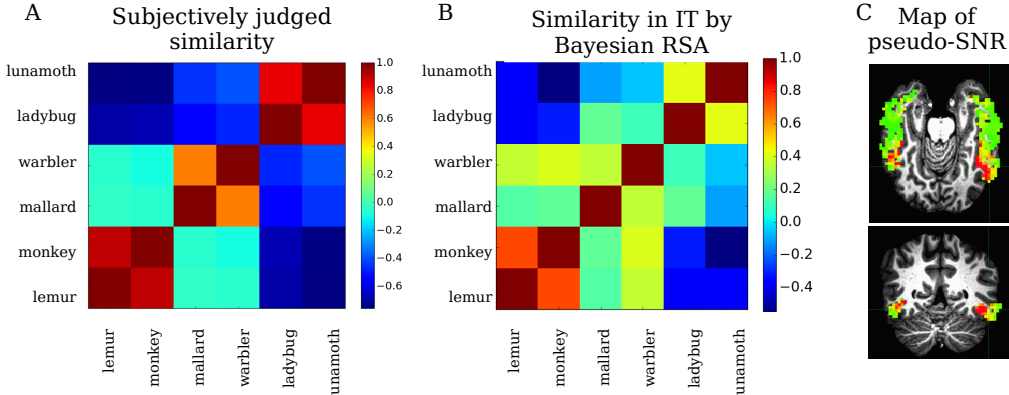 A
Subjectively judged
similarity
lunamoth
ladybug
warbler
mallard
monkey
lemur
lemur
monkey
mallard
warbler
ladybug
unamoth
1.0
0.8
0.6
0.4
0.2
0.0
−0.2
−0.4
−0.6
B
Similarity in IT by
Bayesian RSA
lunamoth
ladybug
warbler
mallard
monkey
lemur
lemur
monkey
mallard
warbler
ladybug
unamoth
1.0
0.8
0.6
0.4
0.2
0.0
−0.2
−0.4
C
Map of
pseudo-SNR